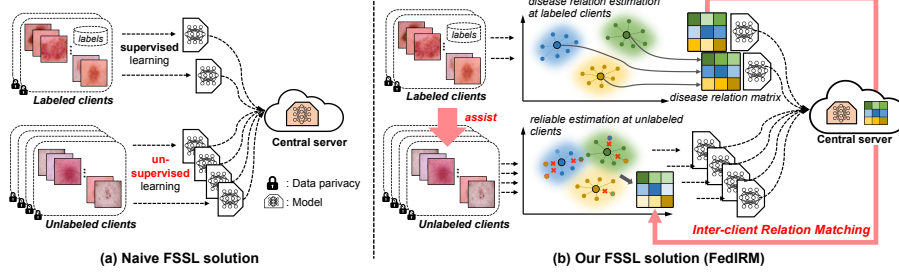 labels
supervised
learning
Labeled clients
un-
supervised
learning
Unlabeled clients
Central server
: Data parivacy
: Model
(a) Naive FSSL solution
disease relation estimation
at labeled clients
labels
Labeled clients
disease relation matrix
assist
reliable estimation at unlabeled
clients
Unlabeled clients
Central server
Inter-client Relation Matching
(b) Our FSSL solution (FedIRM)